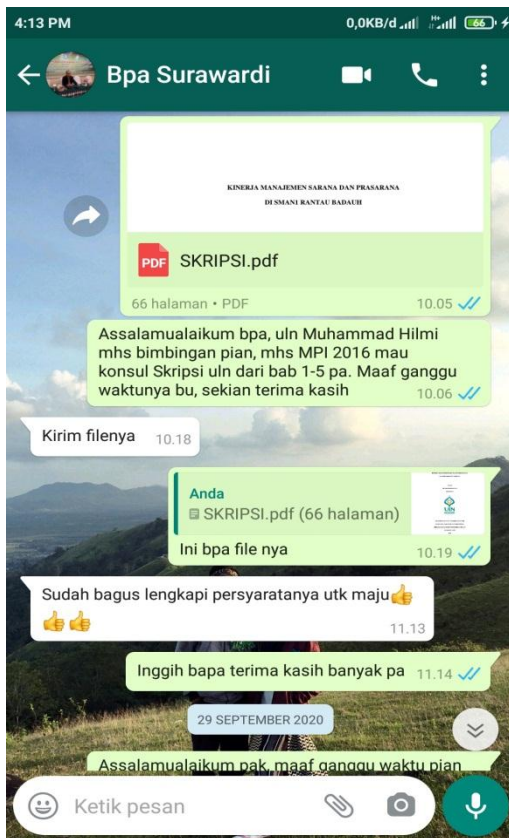 4:13 PM
0,0KB/d
H+
66
Bpa Surawardi
KINERJA MANAJEMEN SARANA DAN PRASARANA
DI SMAN1 RANTAU BADAUH
PDF
SKRIPSI.pdf
66 halaman • PDF
10.05
Assalamualaikum bpa, uln Muhammad Hilmi
mhs bimbingan pian, mhs MPI 2016 mau
konsul Skripsi uln dari bab 1-5 pa. Maaf ganggu
waktunya bu, sekian terima kasih
10.06
Kirim filenya
10.18
Anda
SKRIPSI.pdf (66 halaman)
Ini bpa file nya
10.19
Sudah bagus lengkapi persyaratanya utk maju👍
👍👍
11.13
Inggih bapa terima kasih banyak pa
11.14
29 SEPTEMBER 2020
Assalamualaikum pak, maaf ganggu waktu pian
Ketik pesan